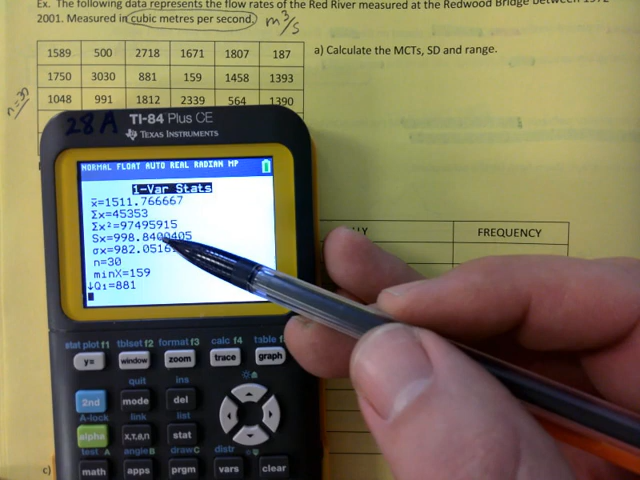 Ex. The following data represents the flow rates of the Red River measured at the Redwood Bridge between 1972
2001. Measured in cubic metres per second. m³/s
1589 500 2718 1671 1807 187
a) Calculate the MCTs, SD and range.
1750 3030 881 159 1458 1393
1048 991 1812 2339 564 1390
n=30
28A TI-84 Plus CE
TEXAS INSTRUMENTS
NORMAL FLOAT AUTO REAL RADIAN MP
1-Var Stats
x̄=1511.766667
Σx=45353
Σx²=97495915
Sx=998.8400405
σx=982.0516
n=30
minX=159
↓Q₁=881
FREQUENCY
stat plot f1 tblset f2 format f3 calc f4 table
y= window zoom trace graph
quit ins
2nd mode del
A-lock link list
alpha X,T,θ,n stat
test A angle B draw C distr
math apps prgm vars clear
c)